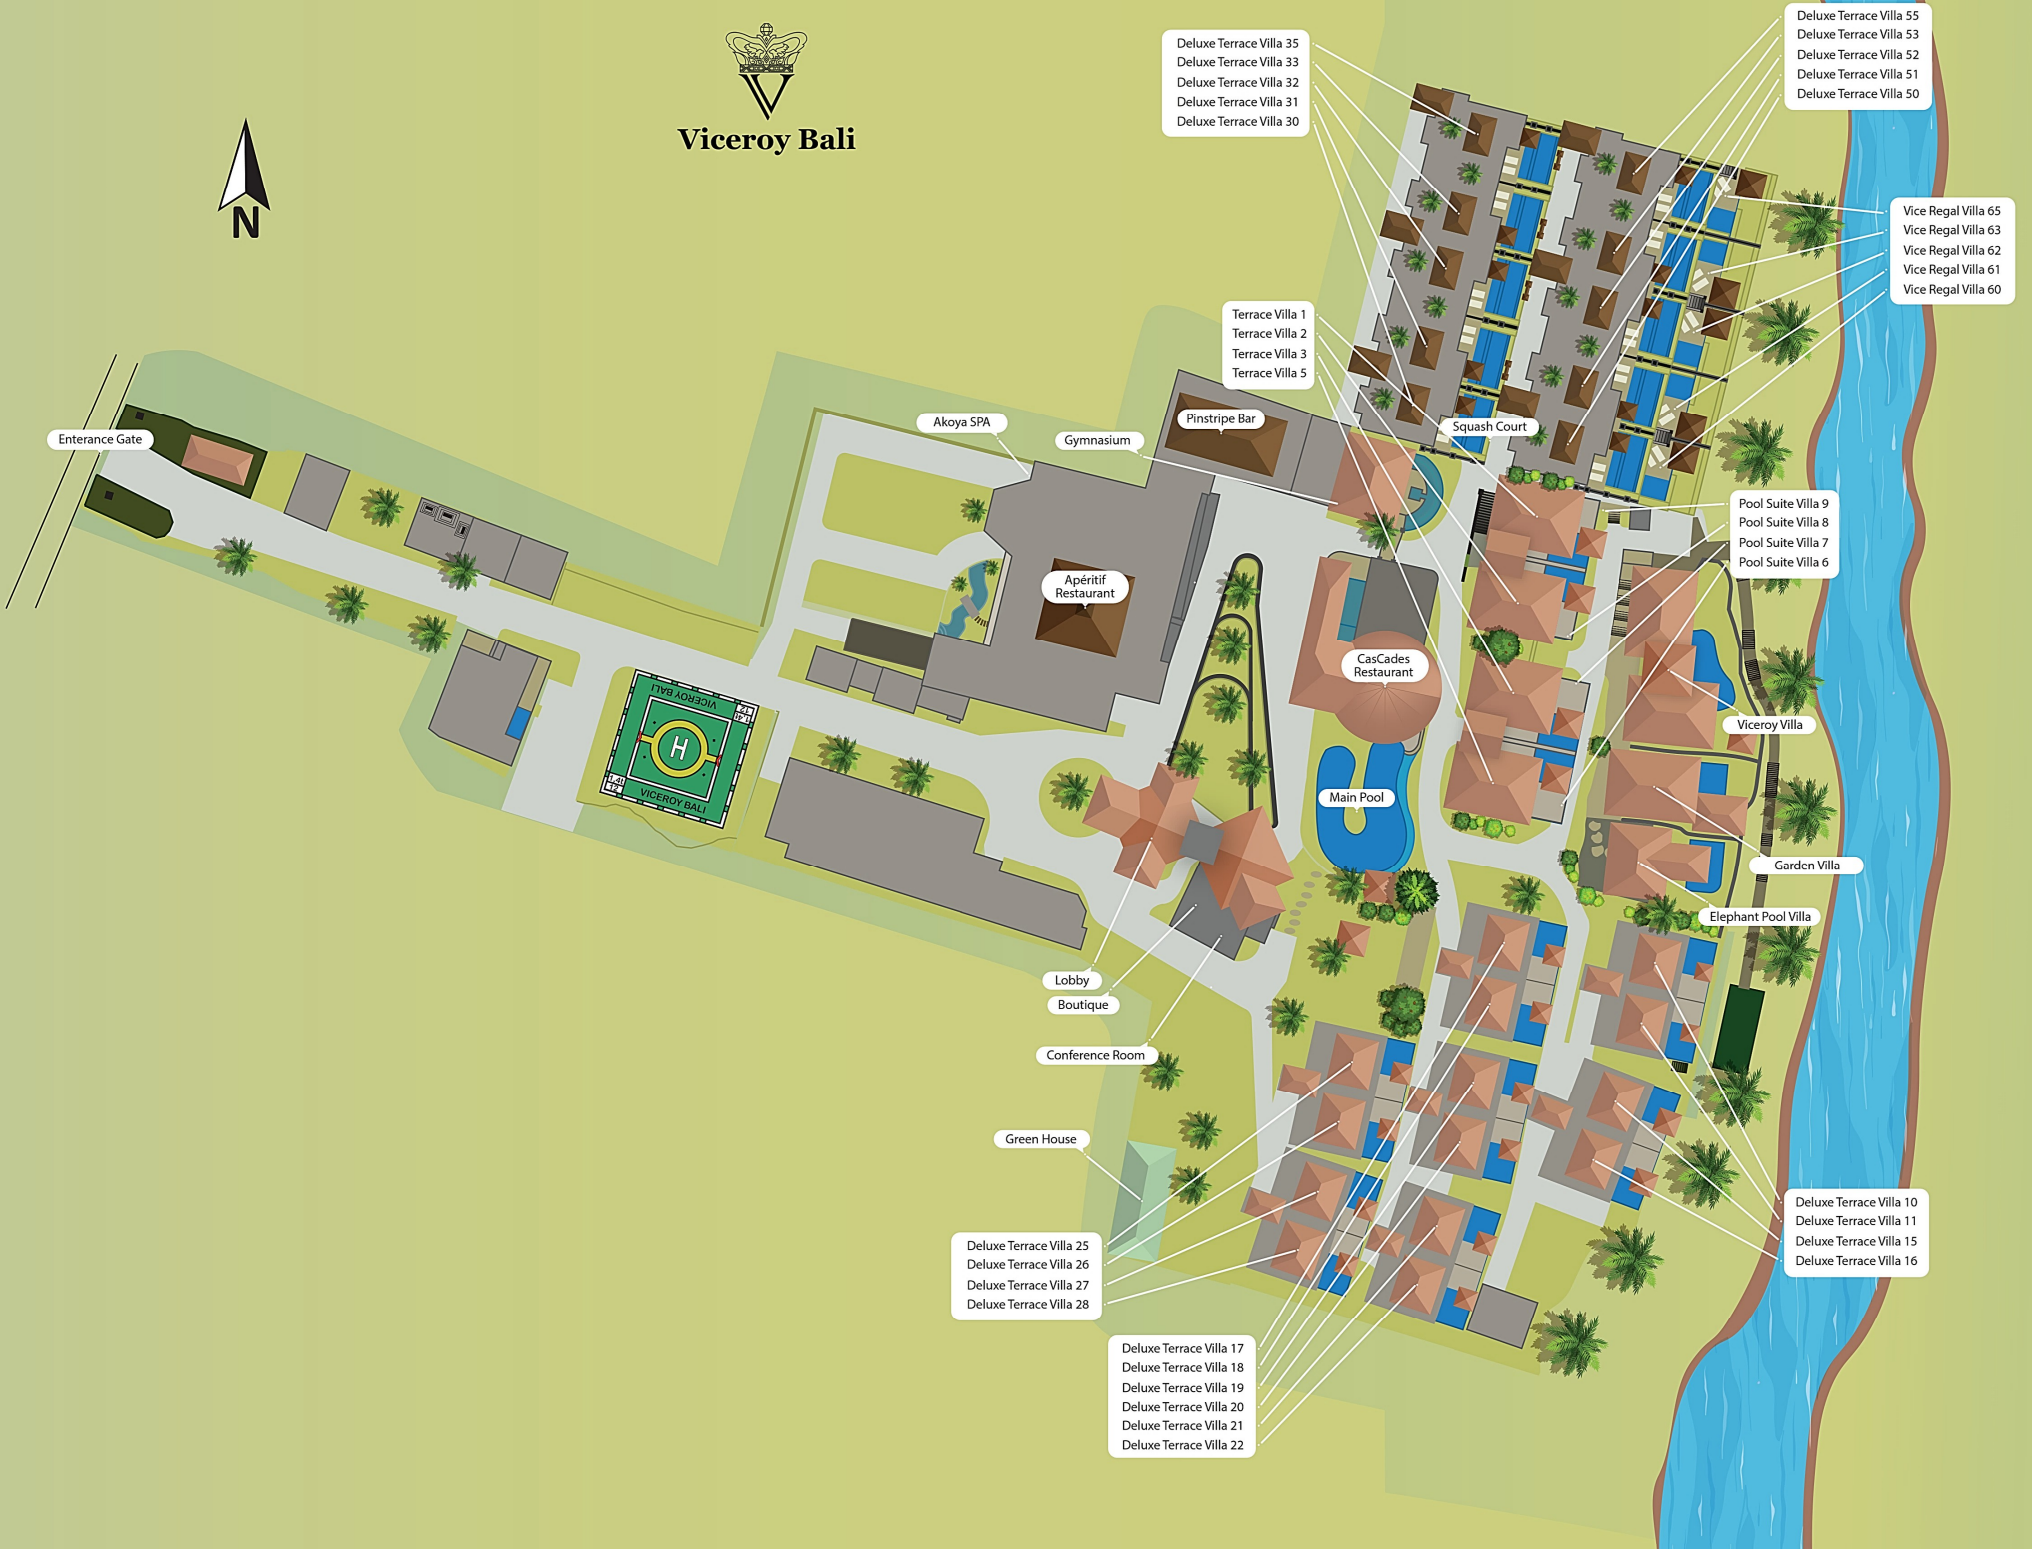 Viceroy Bali
N
Deluxe Terrace Villa 35
Deluxe Terrace Villa 33
Deluxe Terrace Villa 32
Deluxe Terrace Villa 31
Deluxe Terrace Villa 30
Deluxe Terrace Villa 55
Deluxe Terrace Villa 53
Deluxe Terrace Villa 52
Deluxe Terrace Villa 51
Deluxe Terrace Villa 50
Vice Regal Villa 65
Vice Regal Villa 63
Vice Regal Villa 62
Vice Regal Villa 61
Vice Regal Villa 60
Terrace Villa 1
Terrace Villa 2
Terrace Villa 3
Terrace Villa 5
Entrance Gate
Akoya SPA
Gymnasium
Pinstripe Bar
Squash Court
Pool Suite Villa 9
Pool Suite Villa 8
Pool Suite Villa 7
Pool Suite Villa 6
Apéritif
Restaurant
CasCades
Restaurant
VICEROY BALI
1.4t
12
H
1.4t
12
VICEROY BALI
Viceroy Villa
Main Pool
Garden Villa
Elephant Pool Villa
Lobby
Boutique
Conference Room
Green House
Deluxe Terrace Villa 10
Deluxe Terrace Villa 11
Deluxe Terrace Villa 15
Deluxe Terrace Villa 16
Deluxe Terrace Villa 25
Deluxe Terrace Villa 26
Deluxe Terrace Villa 27
Deluxe Terrace Villa 28
Deluxe Terrace Villa 17
Deluxe Terrace Villa 18
Deluxe Terrace Villa 19
Deluxe Terrace Villa 20
Deluxe Terrace Villa 21
Deluxe Terrace Villa 22